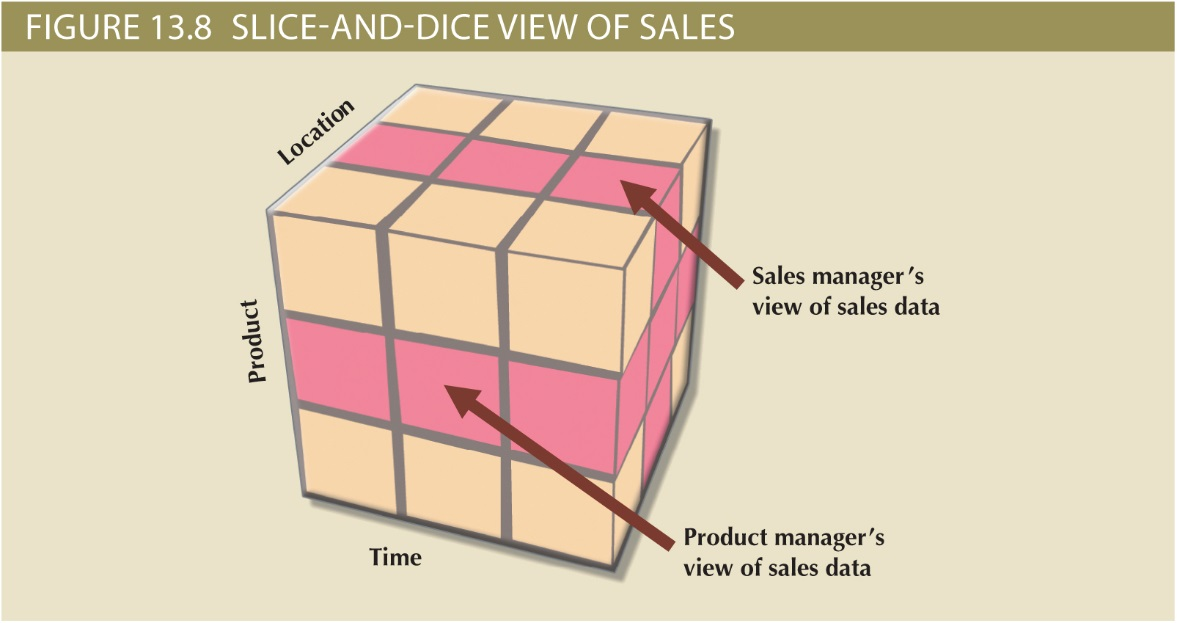 FIGURE 13.8 SLICE-AND-DICE VIEW OF SALES
Location
Product
Time
Sales manager's
view of sales data
Product manager's
view of sales data